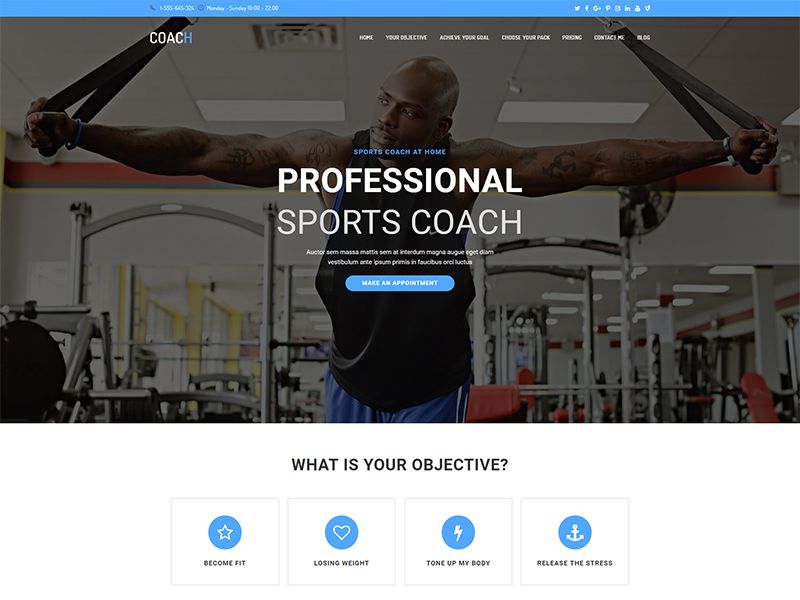 1-555-645-324 Monday - Sunday 10:00 - 22:00
COACH
HOME YOUR OBJECTIVE ACHIEVE YOUR GOAL CHOOSE YOUR PACK PRICING CONTACT ME BLOG
SPORTS COACH AT HOME
PROFESSIONAL
SPORTS COACH
Auctor sem massa mattis sem at interdum magna augue eget diam
vestibulum ante ipsum primis in faucibus orci luctus
MAKE AN APPOINTMENT
WHAT IS YOUR OBJECTIVE?
BECOME FIT
LOSING WEIGHT
TONE UP MY BODY
RELEASE THE STRESS